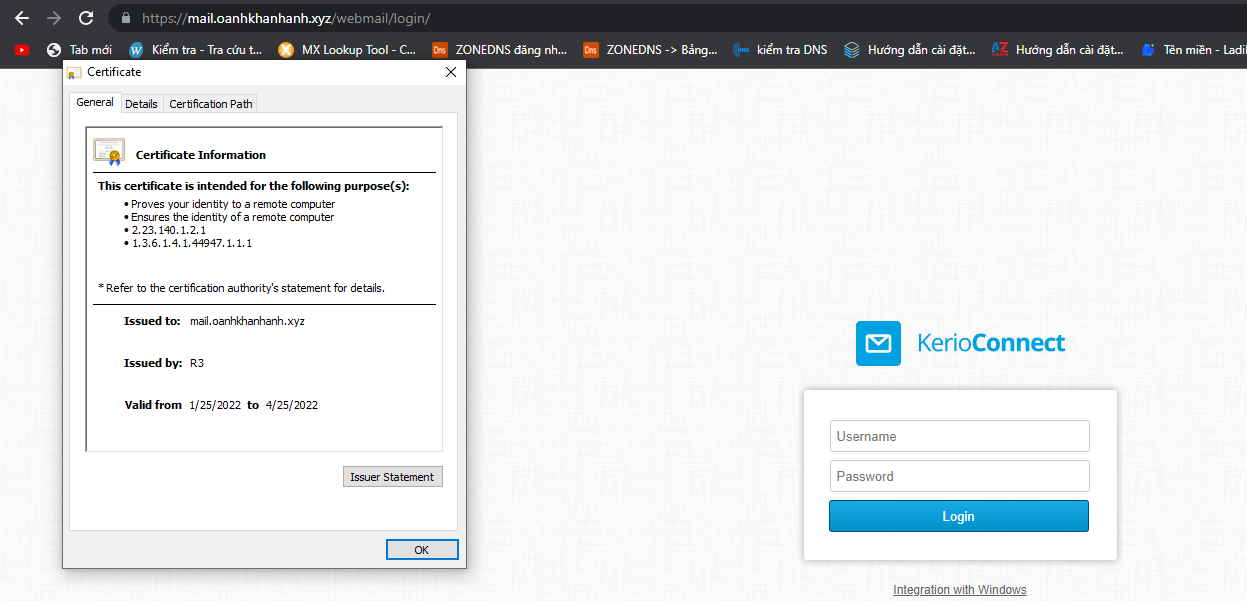 https://mail.oanhkhanhanh.xyz/webmail/login/
Tab mới Kiểm tra - Tra cứu t... MX Lookup Tool - C... Dns ZONEDNS đăng nh... Dns ZONEDNS -> Bảng... kiểm tra DNS Hướng dẫn cài đặt... AZ Hướng dẫn cài đặt... Tên miền - Ladi
Certificate
General Details Certification Path
Certificate Information
This certificate is intended for the following purpose(s):
• Proves your identity to a remote computer
• Ensures the identity of a remote computer
• 2.23.140.1.2.1
• 1.3.6.1.4.1.44947.1.1.1
* Refer to the certification authority's statement for details.
Issued to: mail.oanhkhanhanh.xyz
Issued by: R3
Valid from 1/25/2022 to 4/25/2022
Issuer Statement
OK
KerioConnect
Username
Password
Login
Integration with Windows